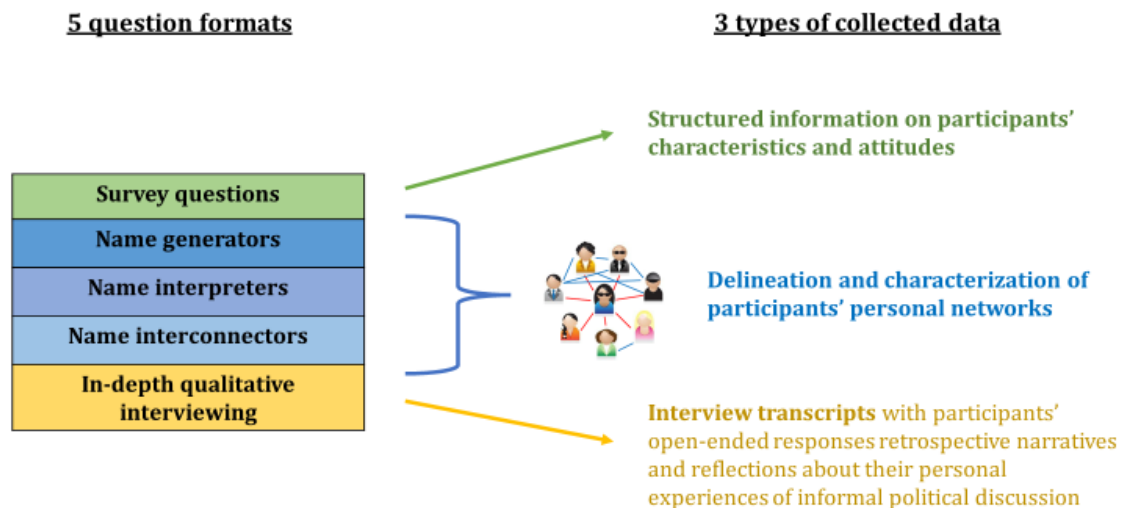 5 question formats
3 types of collected data
Survey questions
Name generators
Name interpreters
Name interconnectors
In-depth qualitative
interviewing
Structured information on participants’
characteristics and attitudes
Delineation and characterization of
participants’ personal networks
Interview transcripts with participants’
open-ended responses retrospective narratives
and reflections about their personal
experiences of informal political discussion